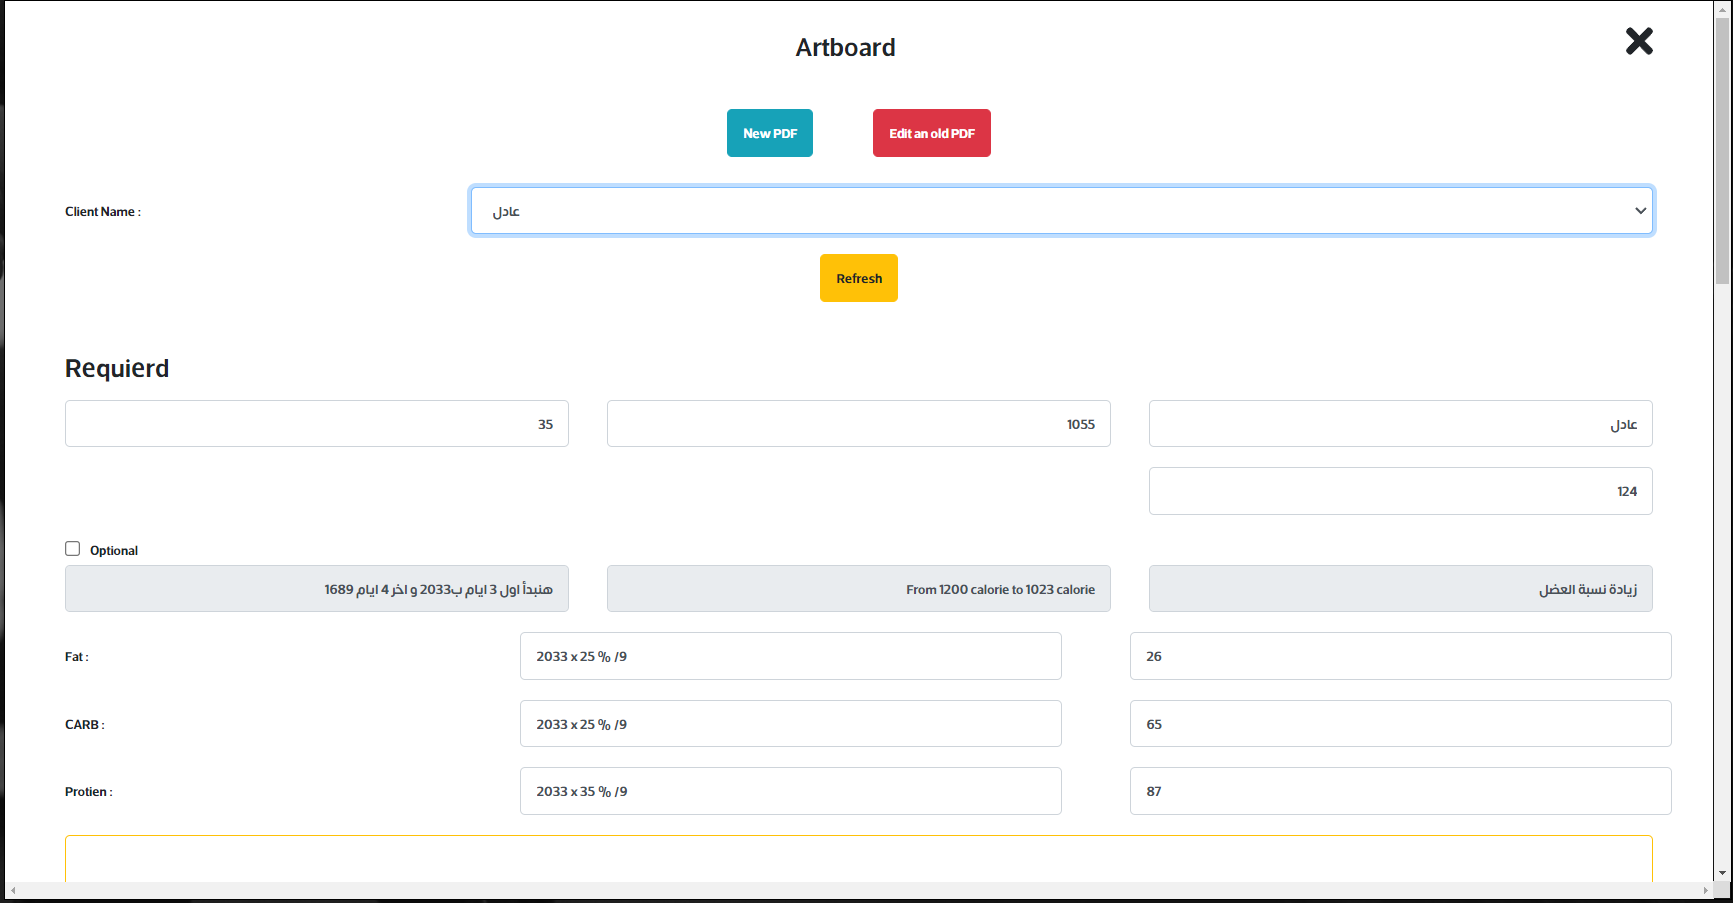 Artboard
New PDF
Edit an old PDF
Client Name :
عادل
Refresh
Requierd
35
1055
عادل
124
Optional
هنبدأ اول 3 ايام ب2033 و اخر 4 ايام 1689
From 1200 calorie to 1023 calorie
زيادة نسبة العضل
Fat :
2033 x 25 % /9
26
CARB :
2033 x 25 % /9
65
Protien :
2033 x 35 % /9
87